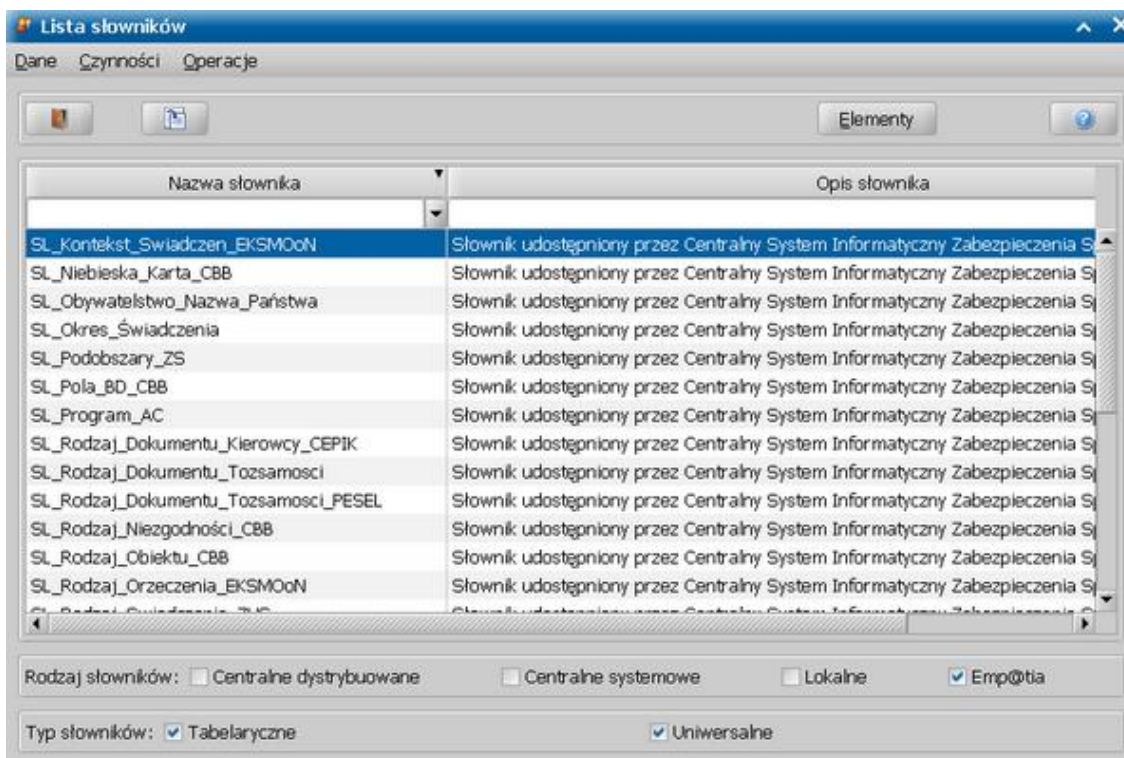 Lista słowników
Dane Czynności Operacje
Elementy
Nazwa słownika Opis słownika
SL_Kontekst_Swiadczen_EKSMOoN Słownik udostępniony przez Centralny System Informatyczny Zabezpieczenia
SL_Niebieska_Karta_CBB Słownik udostępniony przez Centralny System Informatyczny Zabezpieczenia
SL_Obywatelstwo_Nazwa_Państwa Słownik udostępniony przez Centralny System Informatyczny Zabezpieczenia
SL_Okres_Świadczenia Słownik udostępniony przez Centralny System Informatyczny Zabezpieczenia
SL_Podobszary_ZS Słownik udostępniony przez Centralny System Informatyczny Zabezpieczenia
SL_Pola_BD_CBB Słownik udostępniony przez Centralny System Informatyczny Zabezpieczenia
SL_Program_AC Słownik udostępniony przez Centralny System Informatyczny Zabezpieczenia
SL_Rodzaj_Dokumentu_Kierowcy_CEPIK Słownik udostępniony przez Centralny System Informatyczny Zabezpieczenia
SL_Rodzaj_Dokumentu_Tozsamosci Słownik udostępniony przez Centralny System Informatyczny Zabezpieczenia
SL_Rodzaj_Dokumentu_Tozsamosci_PESEL Słownik udostępniony przez Centralny System Informatyczny Zabezpieczenia
SL_Rodzaj_Niezgodności_CBB Słownik udostępniony przez Centralny System Informatyczny Zabezpieczenia
SL_Rodzaj_Obiektu_CBB Słownik udostępniony przez Centralny System Informatyczny Zabezpieczenia
SL_Rodzaj_Orzeczenia_EKSMOoN Słownik udostępniony przez Centralny System Informatyczny Zabezpieczenia
Rodzaj słowników: Centralne dystrybuowane Centralne systemowe Lokalne Emp@tia
Typ słowników: Tabelaryczne Uniwersalne